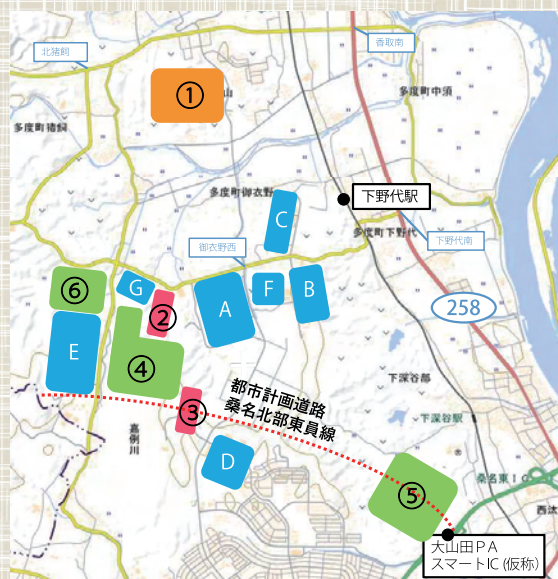 北猪飼
香取南
①
山
多度町中須
多度町猪飼
多度町御衣野
下野代駅
C
多度町下野代
御衣野西
下野代南
⑥
G
②
A
F
B
258
E
④
都市計画道路
桑名北部東員線
下深谷部
③
下深谷駅
嘉例川
D
⑤
桑名東IC
西汰
大山田PA
スマートIC (仮称)